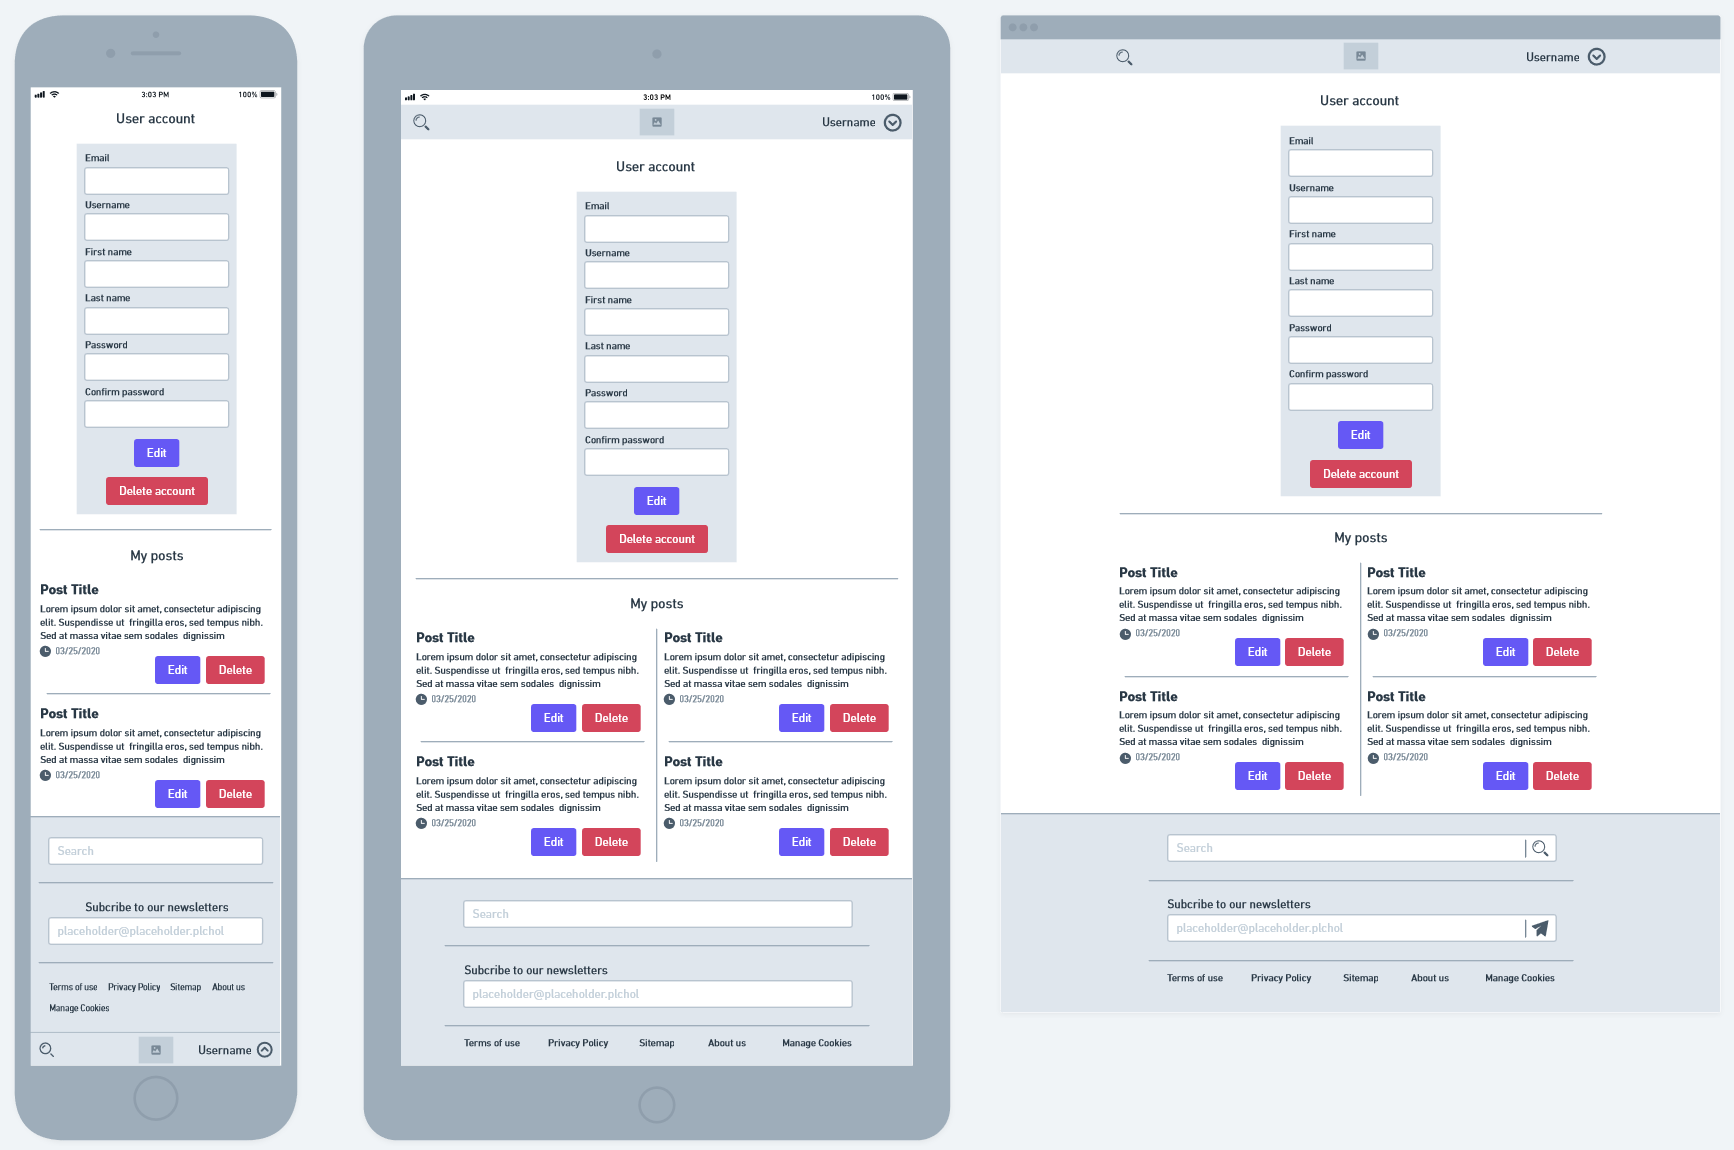 3:03 PM
100%
User account
Email
Username
First name
Last name
Password
Confirm password
Edit
Delete account
My posts
Post Title
Lorem ipsum dolor sit amet, consectetur adipiscing
elit. Suspendisse ut fringilla eros, sed tempus nibh.
Sed at massa vitae sem sodales dignissim
03/25/2020
Edit Delete
Post Title
Lorem ipsum dolor sit amet, consectetur adipiscing
elit. Suspendisse ut fringilla eros, sed tempus nibh.
Sed at massa vitae sem sodales dignissim
03/25/2020
Edit Delete
Search
Subcribe to our newsletters
placeholder@placeholder.plchol
Terms of use Privacy Policy Sitemap About us
Manage Cookies
Username
3:03 PM
100%
Username
User account
Email
Username
First name
Last name
Password
Confirm password
Edit
Delete account
My posts
Post Title
Lorem ipsum dolor sit amet, consectetur adipiscing
elit. Suspendisse ut fringilla eros, sed tempus nibh.
Sed at massa vitae sem sodales dignissim
03/25/2020
Edit Delete
Post Title
Lorem ipsum dolor sit amet, consectetur adipiscing
elit. Suspendisse ut fringilla eros, sed tempus nibh.
Sed at massa vitae sem sodales dignissim
03/25/2020
Edit Delete
Post Title
Lorem ipsum dolor sit amet, consectetur adipiscing
elit. Suspendisse ut fringilla eros, sed tempus nibh.
Sed at massa vitae sem sodales dignissim
03/25/2020
Edit Delete
Post Title
Lorem ipsum dolor sit amet, consectetur adipiscing
elit. Suspendisse ut fringilla eros, sed tempus nibh.
Sed at massa vitae sem sodales dignissim
03/25/2020
Edit Delete
Search
Subcribe to our newsletters
placeholder@placeholder.plchol
Terms of use Privacy Policy Sitemap About us Manage Cookies
Username
User account
Email
Username
First name
Last name
Password
Confirm password
Edit
Delete account
My posts
Post Title
Lorem ipsum dolor sit amet, consectetur adipiscing
elit. Suspendisse ut fringilla eros, sed tempus nibh.
Sed at massa vitae sem sodales dignissim
03/25/2020
Edit Delete
Post Title
Lorem ipsum dolor sit amet, consectetur adipiscing
elit. Suspendisse ut fringilla eros, sed tempus nibh.
Sed at massa vitae sem sodales dignissim
03/25/2020
Edit Delete
Post Title
Lorem ipsum dolor sit amet, consectetur adipiscing
elit. Suspendisse ut fringilla eros, sed tempus nibh.
Sed at massa vitae sem sodales dignissim
03/25/2020
Edit Delete
Post Title
Lorem ipsum dolor sit amet, consectetur adipiscing
elit. Suspendisse ut fringilla eros, sed tempus nibh.
Sed at massa vitae sem sodales dignissim
03/25/2020
Edit Delete
Search
Subcribe to our newsletters
placeholder@placeholder.plchol
Terms of use Privacy Policy Sitemap About us Manage Cookies